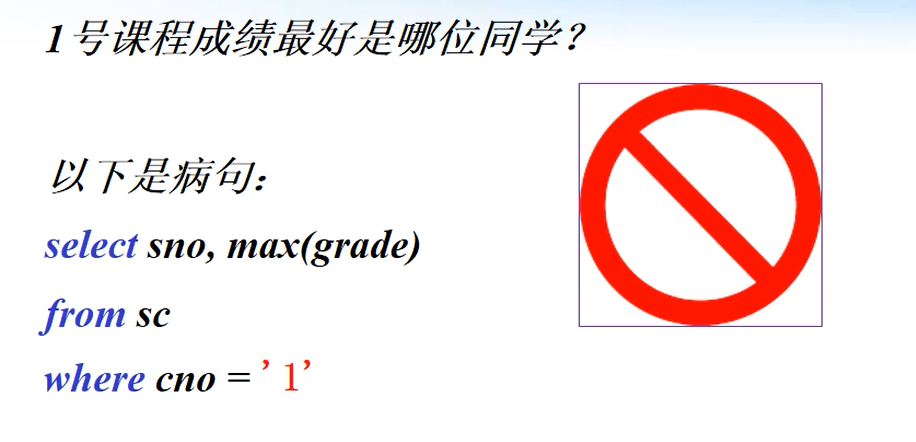 1号课程成绩最好是哪位同学?
以下是病句:
select sno, max(grade)
from sc
where cno = ’1’